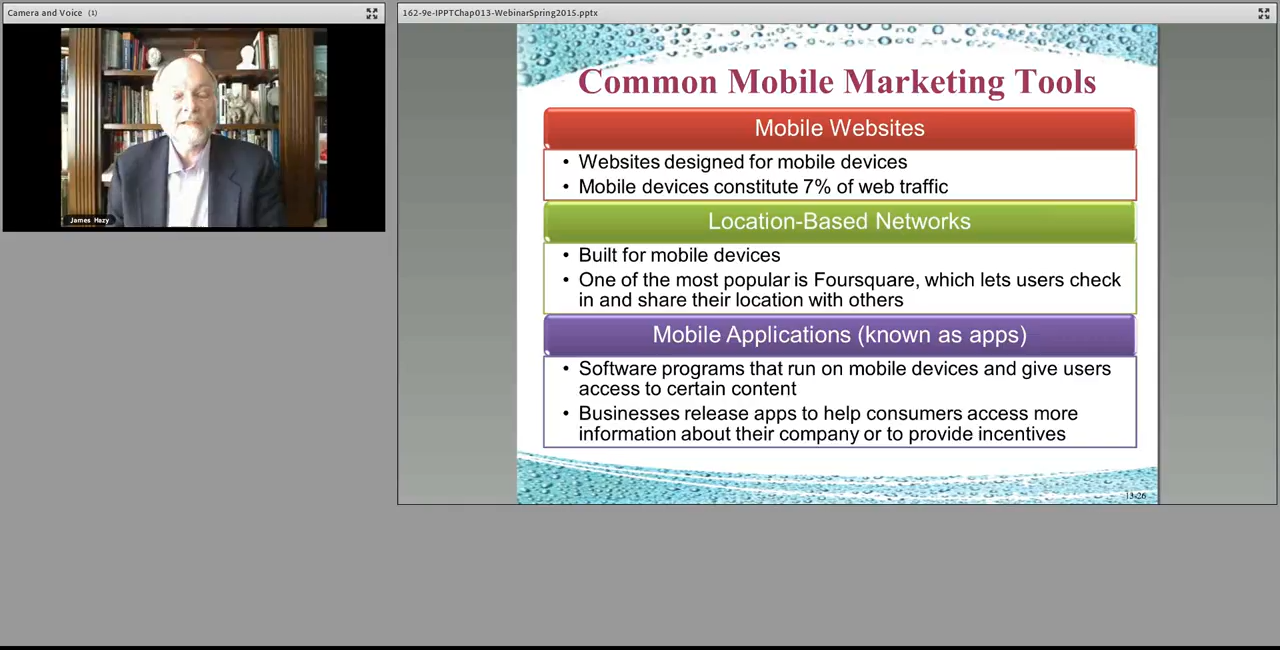 Camera and Voice (1)
James Hazy
162-9e-IPPTChap013-WebinarSpring2015.pptx
Common Mobile Marketing Tools
Mobile Websites
• Websites designed for mobile devices
• Mobile devices constitute 7% of web traffic
Location-Based Networks
• Built for mobile devices
• One of the most popular is Foursquare, which lets users check
in and share their location with others
Mobile Applications (known as apps)
• Software programs that run on mobile devices and give users
access to certain content
• Businesses release apps to help consumers access more
information about their company or to provide incentives
13-26